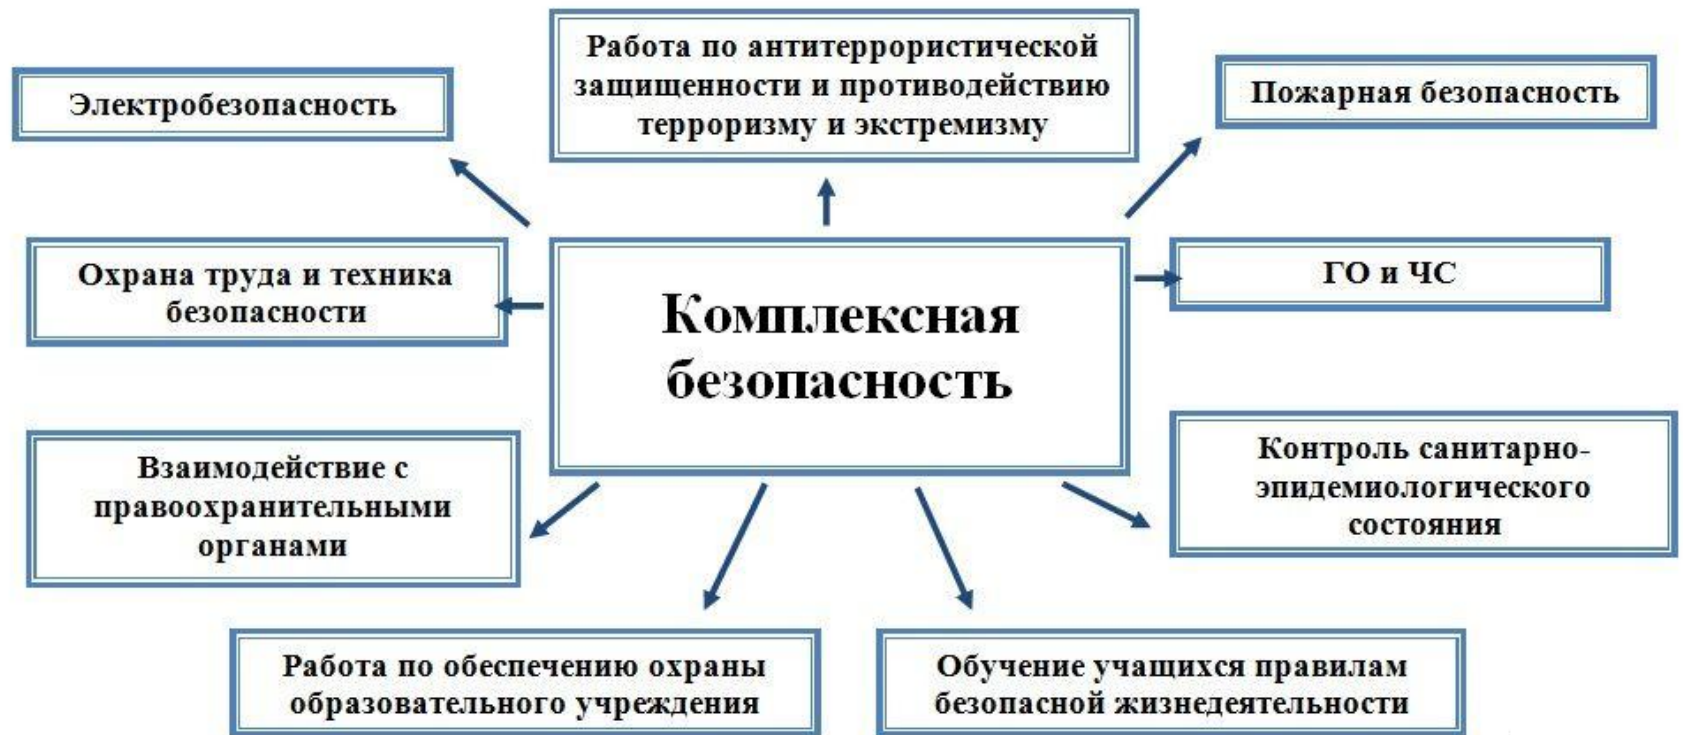 Работа по антитеррористической
защищенности и противодействию
терроризму и экстремизму
Электробезопасность
Пожарная безопасность
Охрана труда и техника
безопасности
Комплексная
безопасность
ГО и ЧС
Взаимодействие с
правоохранительными
органами
Контроль санитарно-
эпидемиологического
состояния
Работа по обеспечению охраны
образовательного учреждения
Обучение учащихся правилам
безопасной жизнедеятельности